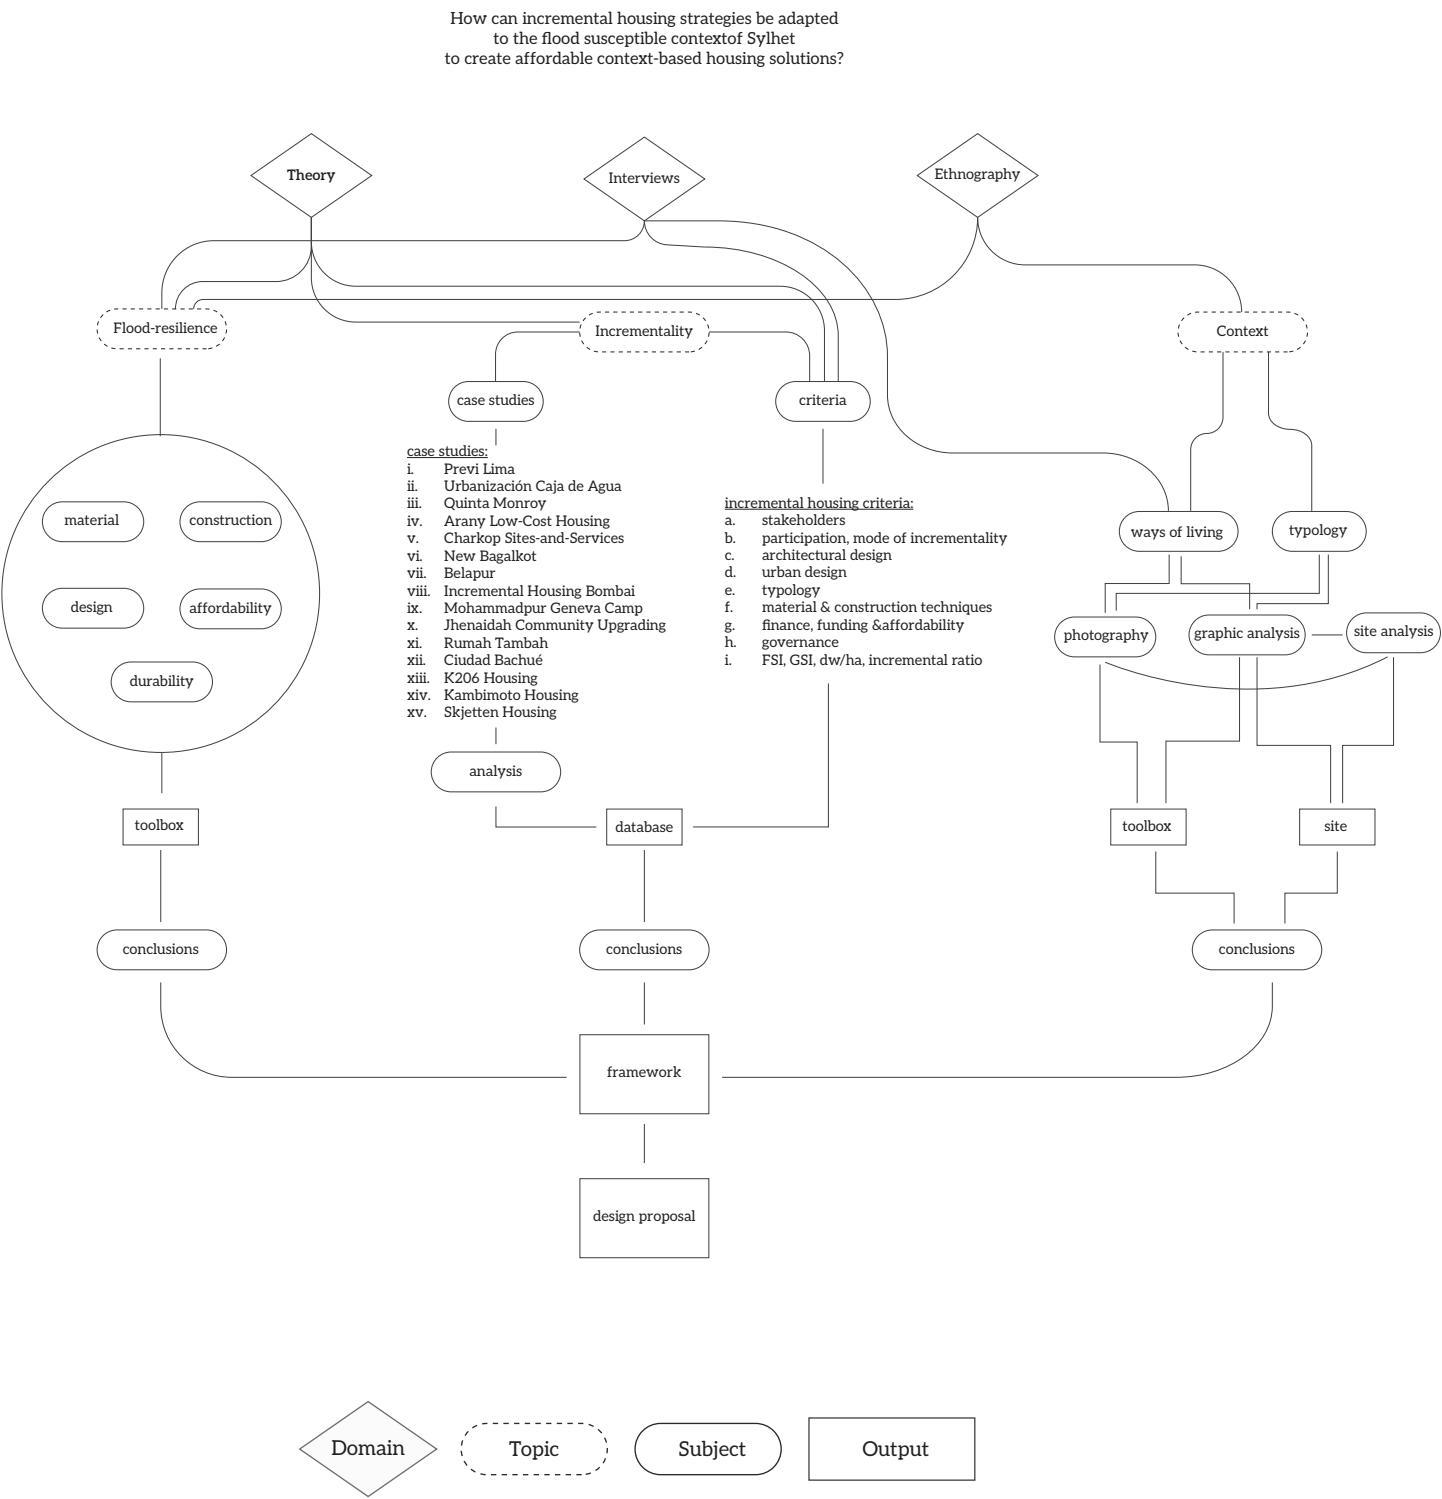 How can incremental housing strategies be adapted
to the flood susceptible contextof Sylhet
to create affordable context-based housing solutions?
Theory
Interviews
Ethnography
Flood-resilience
Incrementality
Context
case studies
criteria
case studies:
i. Previ Lima
ii. Urbanización Caja de Agua
iii. Quinta Monroy
iv. Arany Low-Cost Housing
v. Charkop Sites-and-Services
vi. New Bagalkot
vii. Belapur
viii. Incremental Housing Bombai
ix. Mohammadpur Geneva Camp
x. Jhenaidah Community Upgrading
xi. Rumah Tambah
xii. Ciudad Bachué
xiii. K206 Housing
xiv. Kambimoto Housing
xv. Skjetten Housing
incremental housing criteria:
a. stakeholders
b. participation, mode of incrementality
c. architectural design
d. urban design
e. typology
f. material & construction techniques
g. finance, funding &affordability
h. governance
i. FSI, GSI, dw/ha, incremental ratio
material
construction
design
affordability
durability
ways of living
typology
photography
graphic analysis
site analysis
analysis
toolbox
database
toolbox
site
conclusions
conclusions
conclusions
framework
design proposal
Domain
Topic
Subject
Output